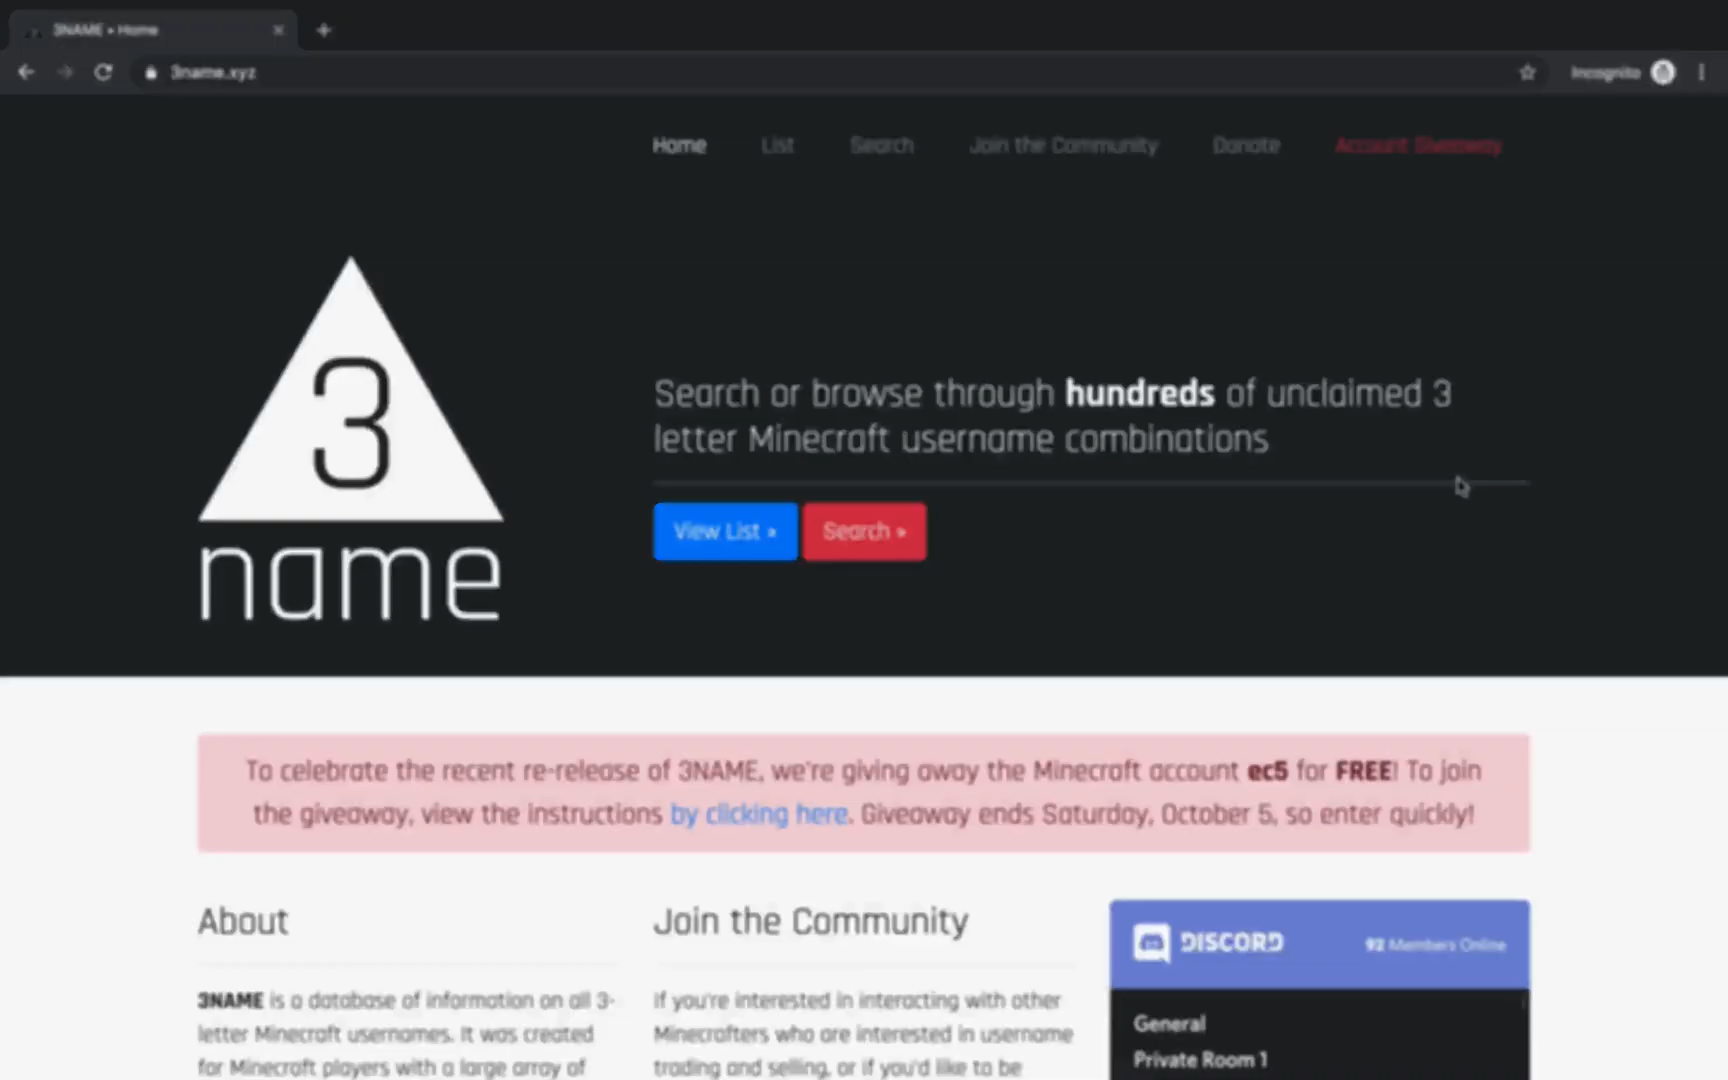 3NAME • Home
3name.xyz
Incognito
Home
List
Search
Join the Community
Donate
Account Giveaway
3
name
Search or browse through hundreds of unclaimed 3
letter Minecraft username combinations
View List »
Search »
To celebrate the recent re-release of 3NAME, we're giving away the Minecraft account ec5 for FREE! To join
the giveaway, view the instructions by clicking here. Giveaway ends Saturday, October 5, so enter quickly!
About
3NAME is a database of information on all 3-
letter Minecraft usernames. It was created
for Minecraft players with a large array of
Join the Community
If you're interested in interacting with other
Minecrafters who are interested in username
trading and selling, or if you'd like to be
DISCORD
92 Members Online
General
Private Room 1